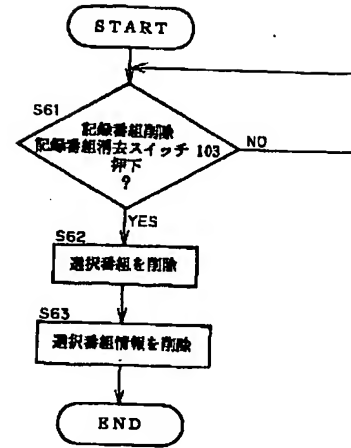 START
S61
記録番組削除
記録番組消去スイッチ 103
押下
?
NO
YES
S62
選択番組を削除
S63
選択番組情報を削除
END